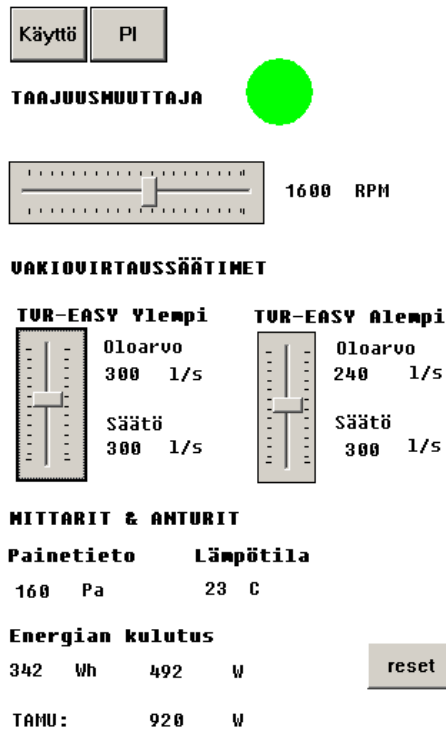 Käyttö PI
TAAJUUSMUUTTAJA
1600 RPM
VAKIOVIRTAUSSÄÄTIMET
TVR-EASY Ylempi TVR-EASY Alempi
Oloarvo Oloarvo
300 l/s 240 l/s
Säätö Säätö
300 l/s 300 l/s
MITTARIT & ANTURIT
Painetieto Lämpötila
160 Pa 23 C
Energian kulutus
342 Wh 492 W
reset
TAMU: 920 W